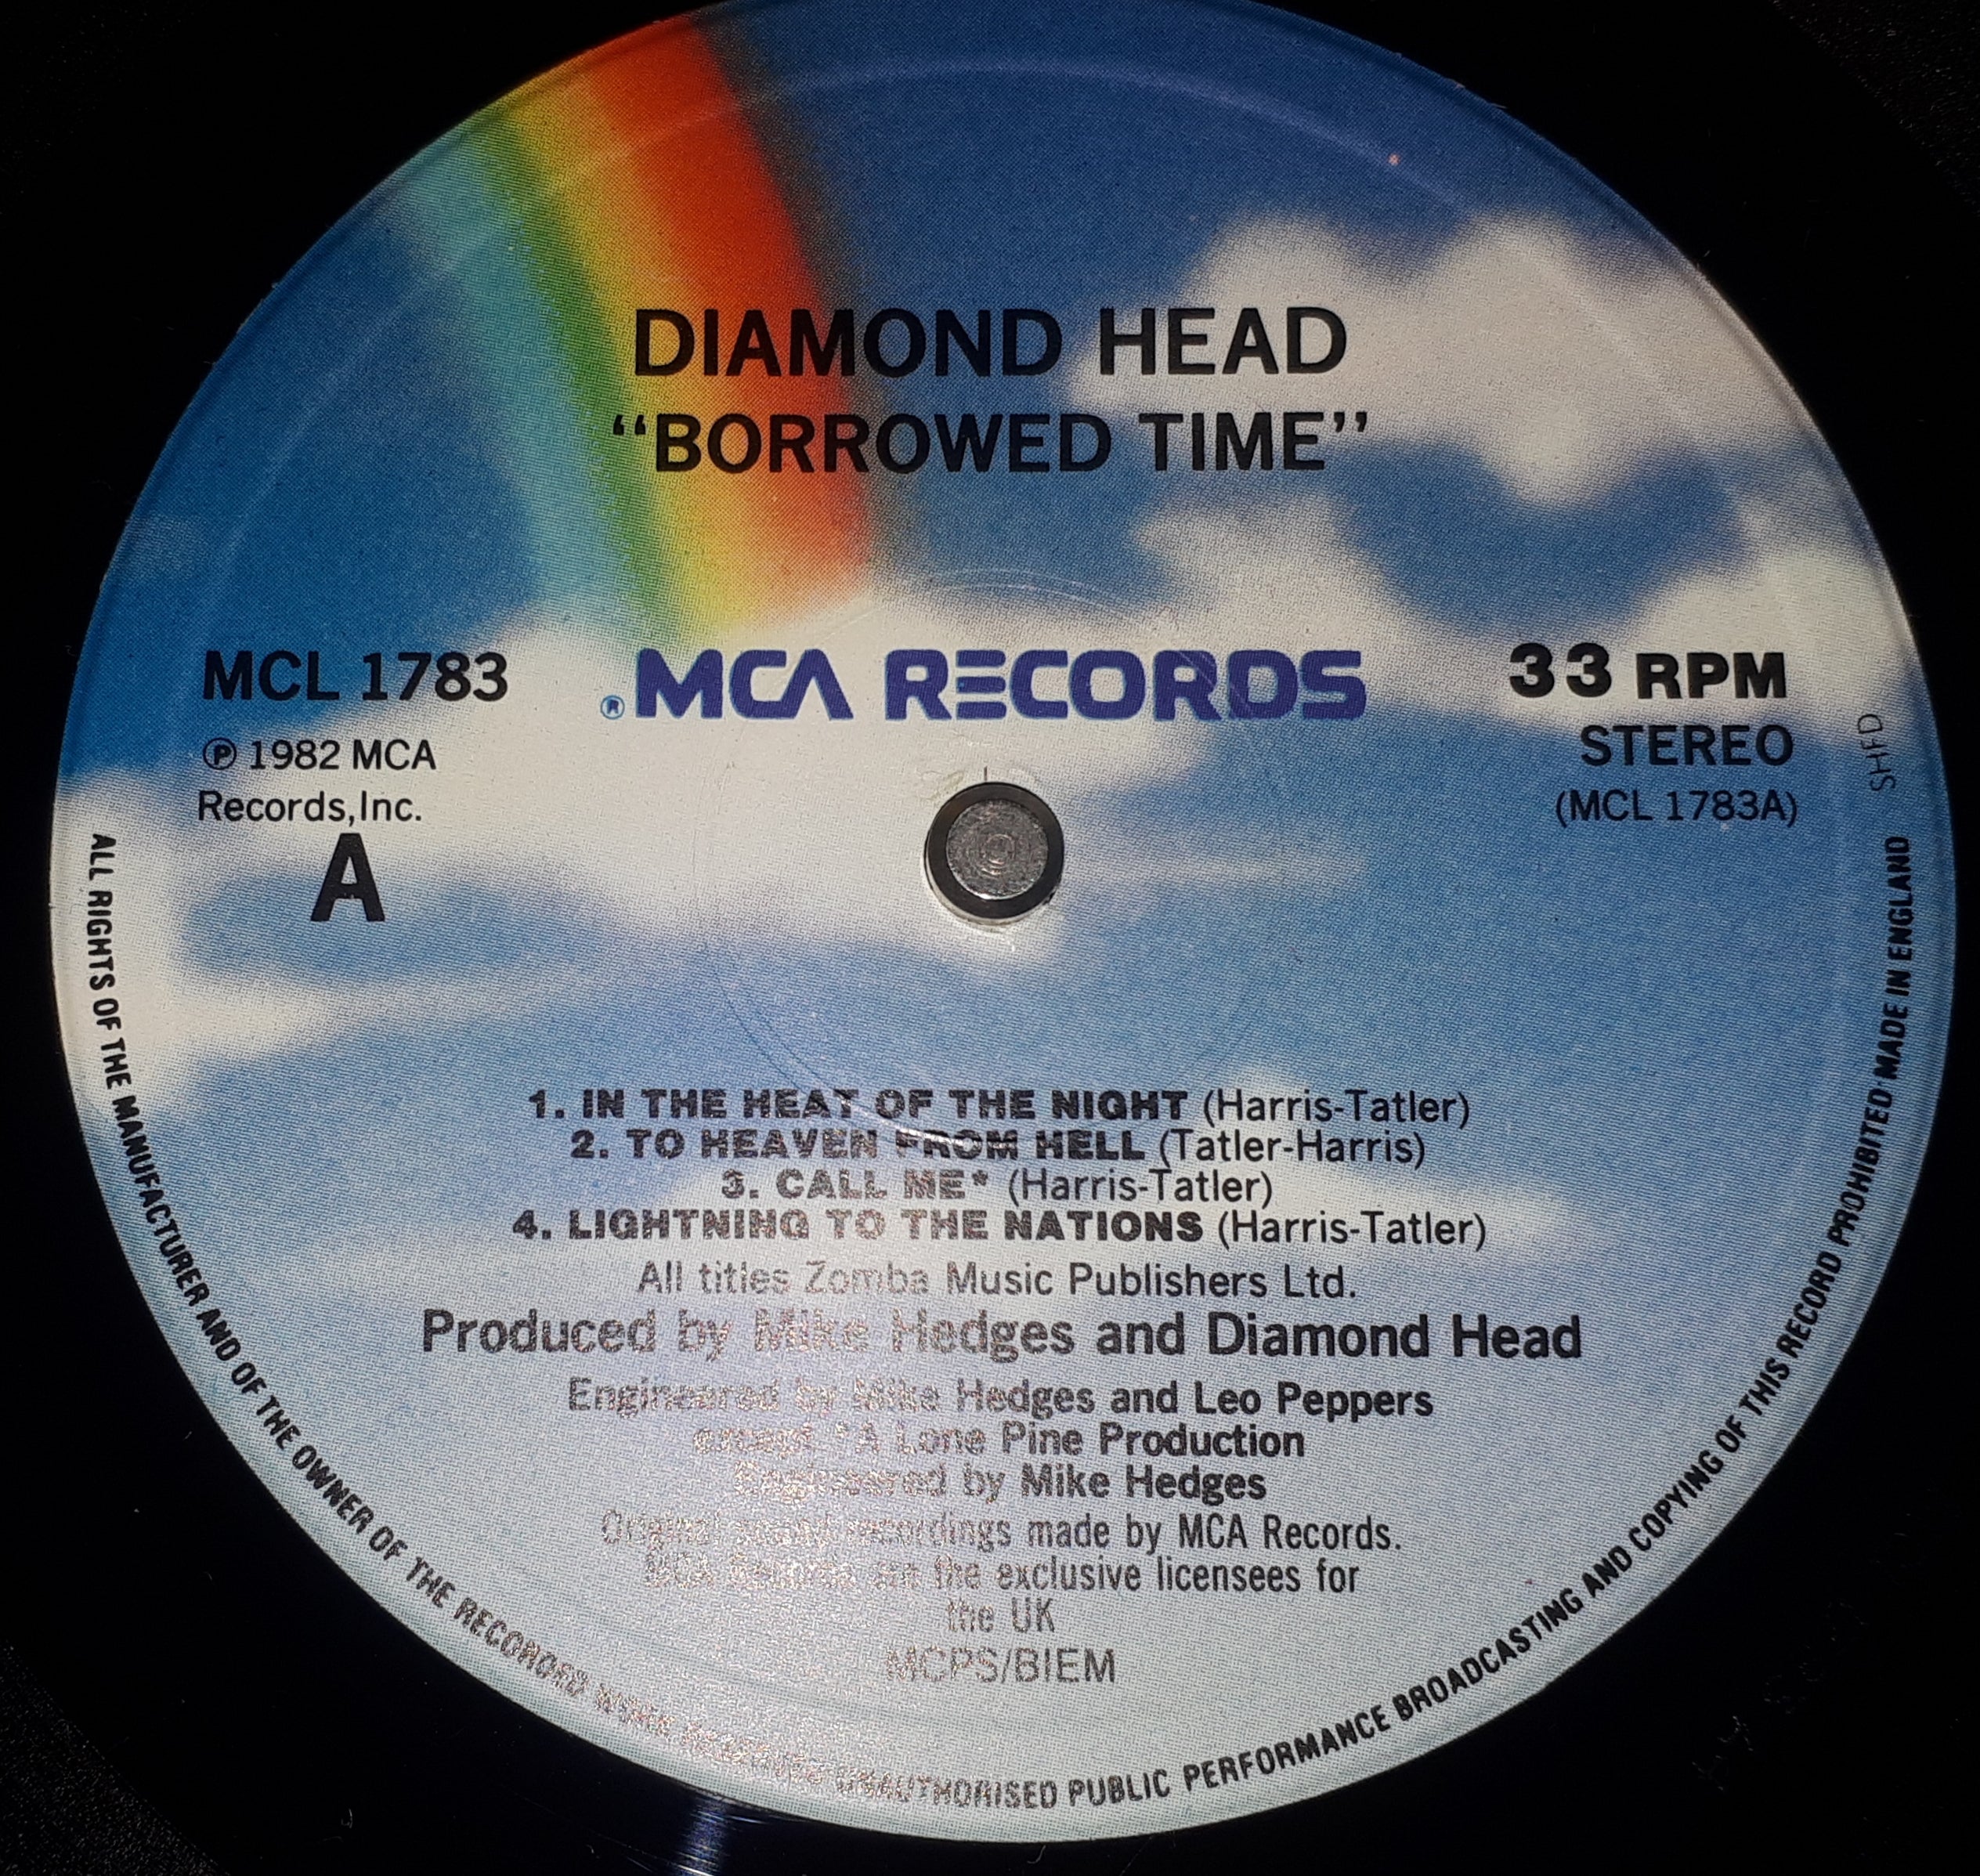 DIAMOND HEAD
“BORROWED TIME”
MCL 1783
® MCA RECORDS
33 RPM
℗ 1982 MCA
Records, Inc.
A
STEREO
(MCL 1783A)
SHFD
1. IN THE HEAT OF THE NIGHT (Harris-Tatler)
2. TO HEAVEN FROM HELL (Tatler-Harris)
3. CALL ME* (Harris-Tatler)
4. LIGHTNING TO THE NATIONS (Harris-Tatler)
All titles Zomba Music Publishers Ltd.
Produced by Mike Hedges and Diamond Head
Engineered by Mike Hedges and Leo Peppers
except *A Lone Pine Production
Engineered by Mike Hedges
Original sound recordings made by MCA Records.
MCA Records are the exclusive licensees for
the UK
MCPS/BIEM
ALL RIGHTS OF THE MANUFACTURER AND OF THE OWNER OF THE RECORDED WORK RESERVED UNAUTHORISED PUBLIC PERFORMANCE BROADCASTING AND COPYING OF THIS RECORD PROHIBITED·MADE IN ENGLAND